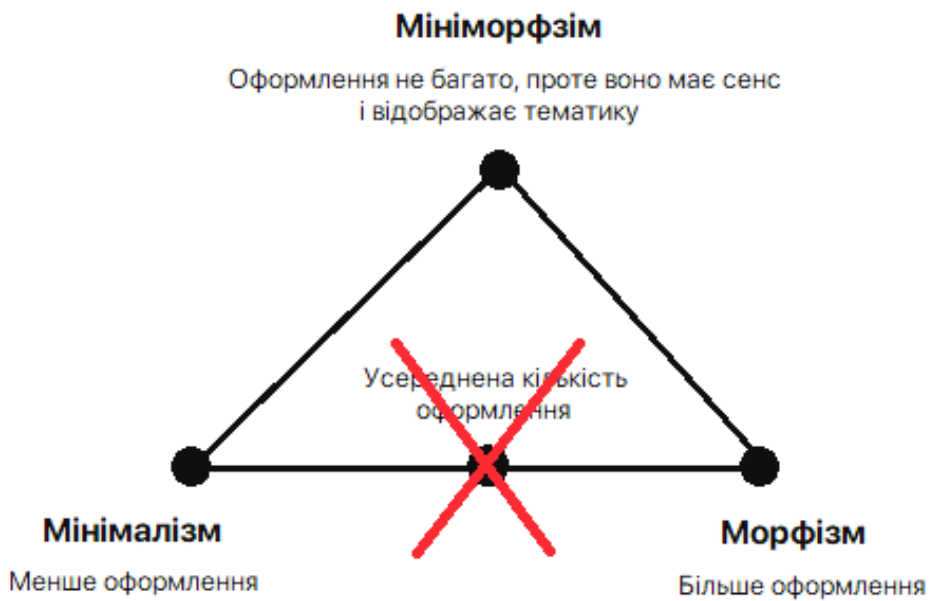 Мініморфзім
Оформлення не багато, проте воно має сенс
і відображає тематику
Усереднена кількість
оформлення
Мінімалізм
Менше оформлення
Морфізм
Більше оформлення